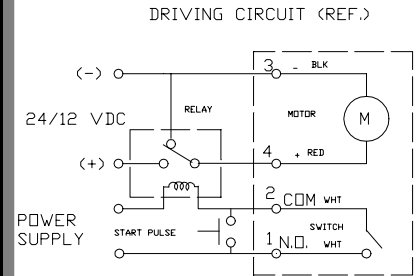 DRIVING CIRCUIT (REF.)
3 - BLK
(-)
RELAY
MOTOR
M
24/12 VDC
4 + RED
(+)
2 COM WHT
POWER
SUPPLY
START PULSE
SWITCH
1 N.O. WHT